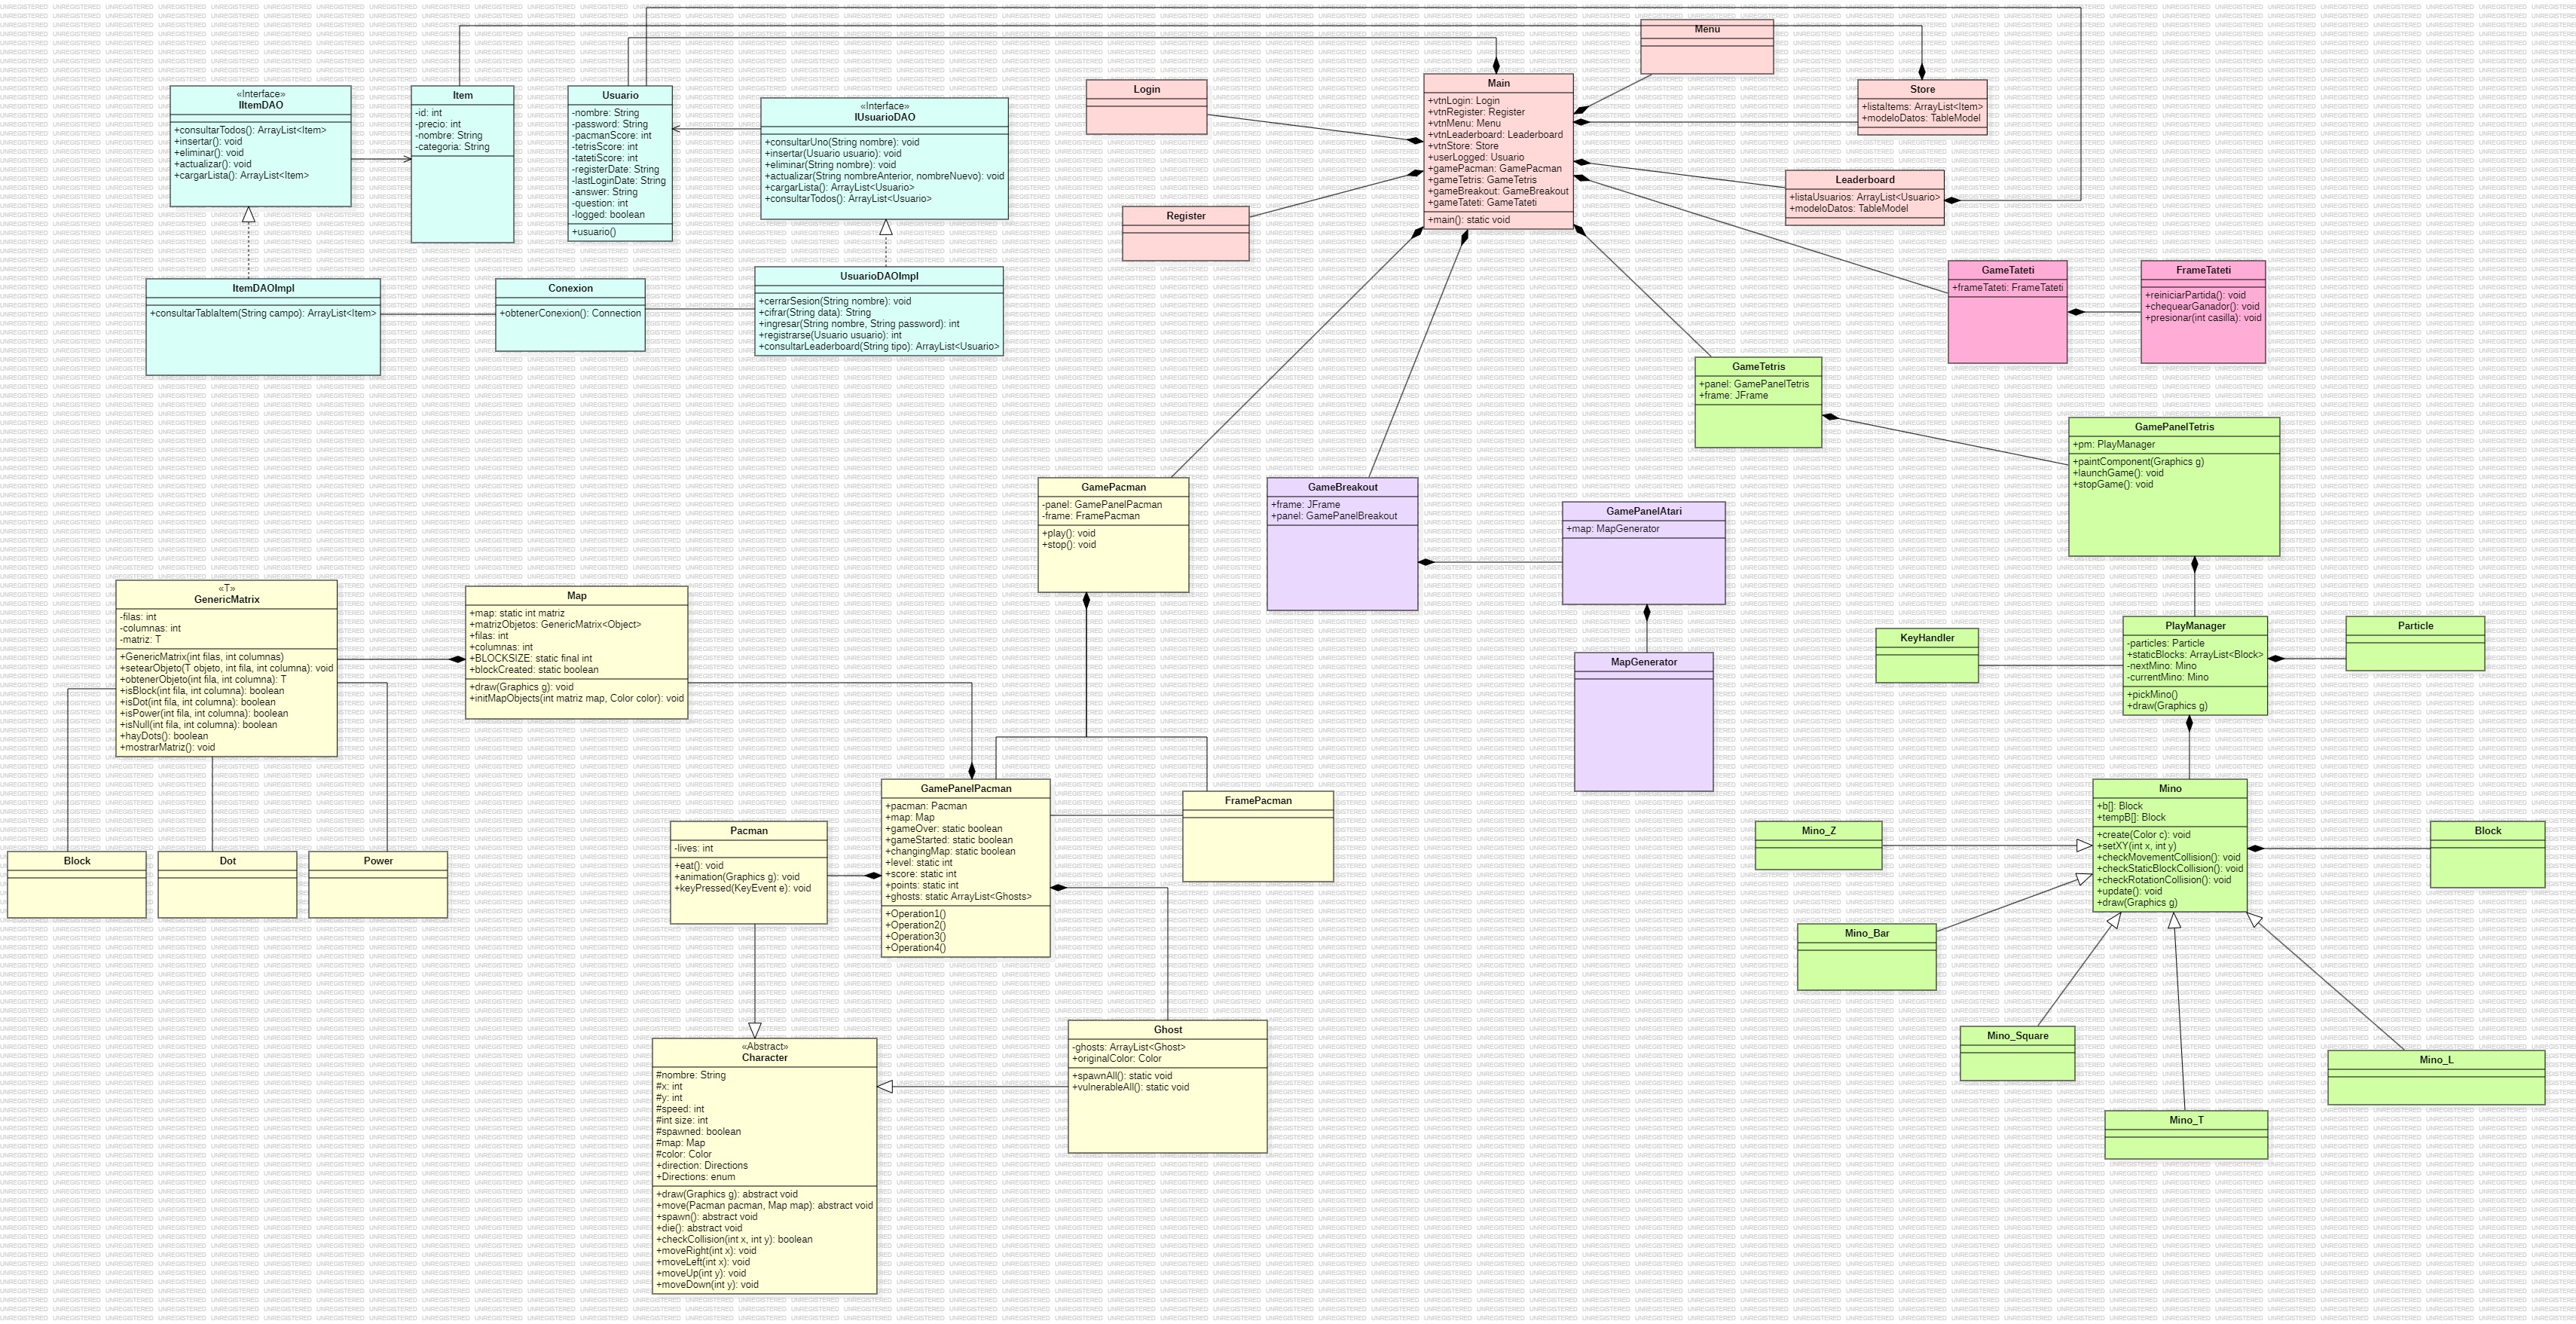 «Interface»
IItemDAO
+consultarTodos(): ArrayList<Item>
+insertar(): void
+eliminar(): void
+actualizar(): void
+cargarLista(): ArrayList<Item>
Item
-id: int
-precio: int
-nombre: String
-categoria: String
Usuario
-nombre: String
-password: String
-pacmanScore: int
-tetrisScore: int
-tatetiScore: int
-registerDate: String
-lastLoginDate: String
-answer: String
-question: int
-logged: boolean
+usuario()
«Interface»
IUsuarioDAO
+consultarUno(String nombre): void
+insertar(Usuario usuario): void
+eliminar(String nombre): void
+actualizar(String nombreAnterior, nombreNuevo): void
+cargarLista(): ArrayList<Usuario>
+consultarTodos(): ArrayList<Usuario>
ItemDAOImpl
+consultarTablaItem(String campo): ArrayList<Item>
Conexion
+obtenerConexion(): Connection
UsuarioDAOImpl
+cerrarSesion(String nombre): void
+cifrar(String data): String
+ingresar(String nombre, String password): int
+registrarse(Usuario usuario): int
+consultarLeaderboard(String tipo): ArrayList<Usuario>
Login
Register
Main
+vtnLogin: Login
+vtnRegister: Register
+vtnMenu: Menu
+vtnLeaderboard: Leaderboard
+vtnStore: Store
+userLogged: Usuario
+gamePacman: GamePacman
+gameTetris: GameTetris
+gameBreakout: GameBreakout
+gameTateti: GameTateti
+main(): static void
Menu
Store
+listaItems: ArrayList<Item>
+modeloDatos: TableModel
Leaderboard
+listaUsuarios: ArrayList<Usuario>
+modeloDatos: TableModel
GameTateti
+frameTateti: FrameTateti
FrameTateti
+reiniciarPartida(): void
+chequearGanador(): void
+presionar(int casilla): void
GameTetris
+panel: GamePanelTetris
+frame: JFrame
GamePanelTetris
+pm: PlayManager
+paintComponent(Graphics g)
+launchGame(): void
+stopGame(): void
GamePacman
-panel: GamePanelPacman
-frame: FramePacman
+play(): void
+stop(): void
GameBreakout
+frame: JFrame
+panel: GamePanelBreakout
GamePanelAtari
+map: MapGenerator
MapGenerator
«T»
GenericMatrix
-filas: int
-columnas: int
-matriz: T
+GenericMatrix(int filas, int columnas)
+setearObjeto(T objeto, int fila, int columna): void
+obtenerObjeto(int fila, int columna): T
+isBlock(int fila, int columna): boolean
+isDot(int fila, int columna): boolean
+isPower(int fila, int columna): boolean
+isNull(int fila, int columna): boolean
+hayDots(): boolean
+mostrarMatriz(): void
Map
+map: static int matriz
+matrizObjetos: GenericMatrix<Object>
+filas: int
+columnas: int
+BLOCKSIZE: static final int
+blockCreated: static boolean
+draw(Graphics g): void
+initMapObjects(int matriz map, Color color): void
Block
Dot
Power
Pacman
-lives: int
+eat(): void
+animation(Graphics g): void
+keyPressed(KeyEvent e): void
GamePanelPacman
+pacman: Pacman
+map: Map
+gameOver: static boolean
+gameStarted: static boolean
+changingMap: static boolean
+level: static int
+score: static int
+points: static int
+ghosts: static ArrayList<Ghosts>
+Operation1()
+Operation2()
+Operation3()
+Operation4()
FramePacman
«Abstract»
Character
#nombre: String
#x: int
#y: int
#speed: int
#int size: int
#spawned: boolean
#map: Map
#color: Color
+direction: Directions
+Directions: enum
+draw(Graphics g): abstract void
+move(Pacman pacman, Map map): abstract void
+spawn(): abstract void
+die(): abstract void
+checkCollision(int x, int y): boolean
+moveRight(int x): void
+moveLeft(int x): void
+moveUp(int y): void
+moveDown(int y): void
Ghost
-ghosts: ArrayList<Ghost>
+originalColor: Color
+spawnAll(): static void
+vulnerableAll(): static void
KeyHandler
PlayManager
-particles: Particle
+staticBlocks: ArrayList<Block>
-nextMino: Mino
-currentMino: Mino
+pickMino()
+draw(Graphics g)
Particle
Mino
+b[]: Block
+tempB[]: Block
+create(Color c): void
+setXY(int x, int y)
+checkMovementCollision(): void
+checkStaticBlockCollision(): void
+checkRotationCollision(): void
+update(): void
+draw(Graphics g)
Block
Mino_Z
Mino_Bar
Mino_Square
Mino_T
Mino_L
UNREGISTERED